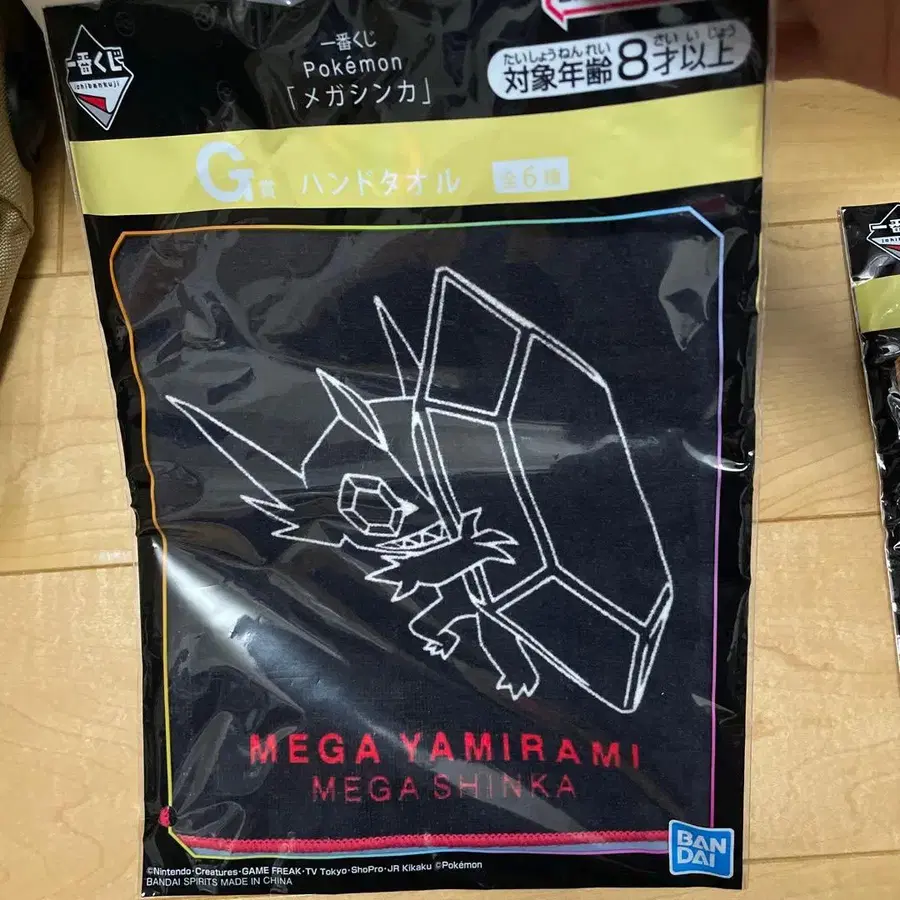 一番くじ
ichibankuji
一番くじ
Pokémon
「メガシンカ」
たいしょうねんれい さい い じょう
対象年齢8才以上
G賞 ハンドタオル 全6種
MEGA YAMIRAMI
MEGA SHINKA
BAN
DAI
©Nintendo・Creatures・GAME FREAK・TV Tokyo・ShoPro・JR Kikaku ©Pokémon
BANDAI SPIRITS MADE IN CHINA